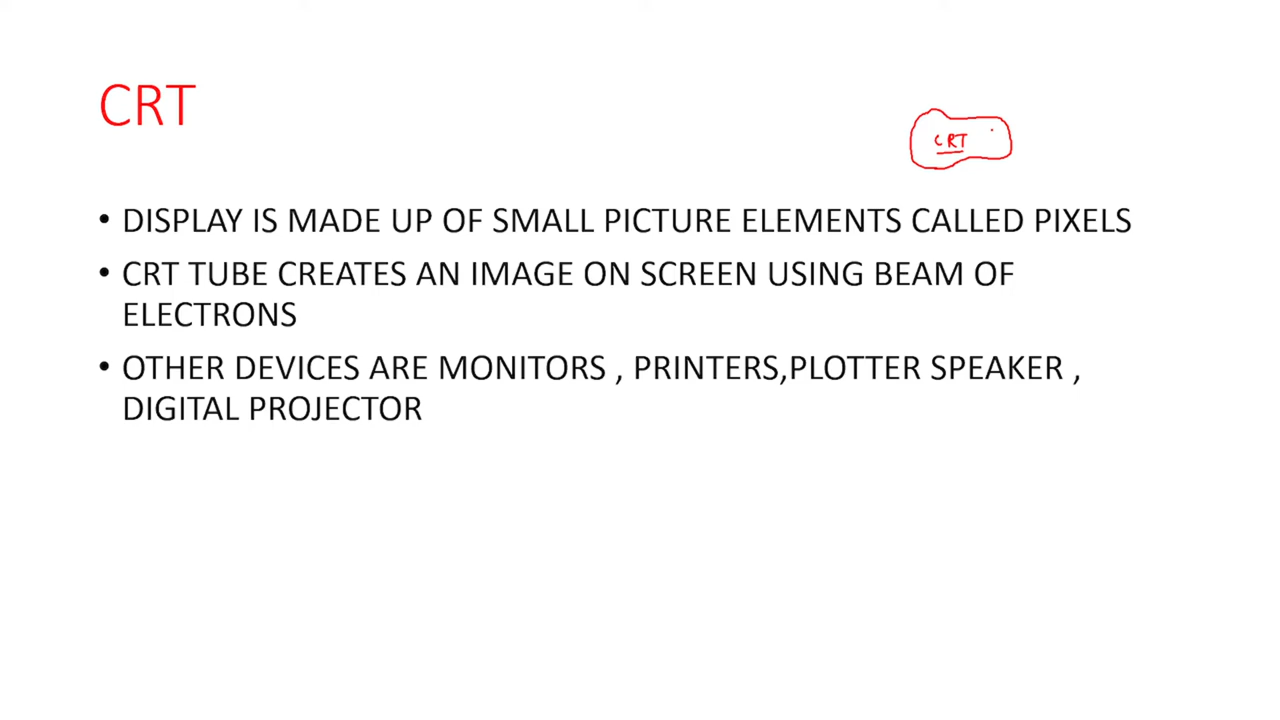 CRT
CRT
• DISPLAY IS MADE UP OF SMALL PICTURE ELEMENTS CALLED PIXELS
• CRT TUBE CREATES AN IMAGE ON SCREEN USING BEAM OF
ELECTRONS
• OTHER DEVICES ARE MONITORS , PRINTERS,PLOTTER SPEAKER ,
DIGITAL PROJECTOR